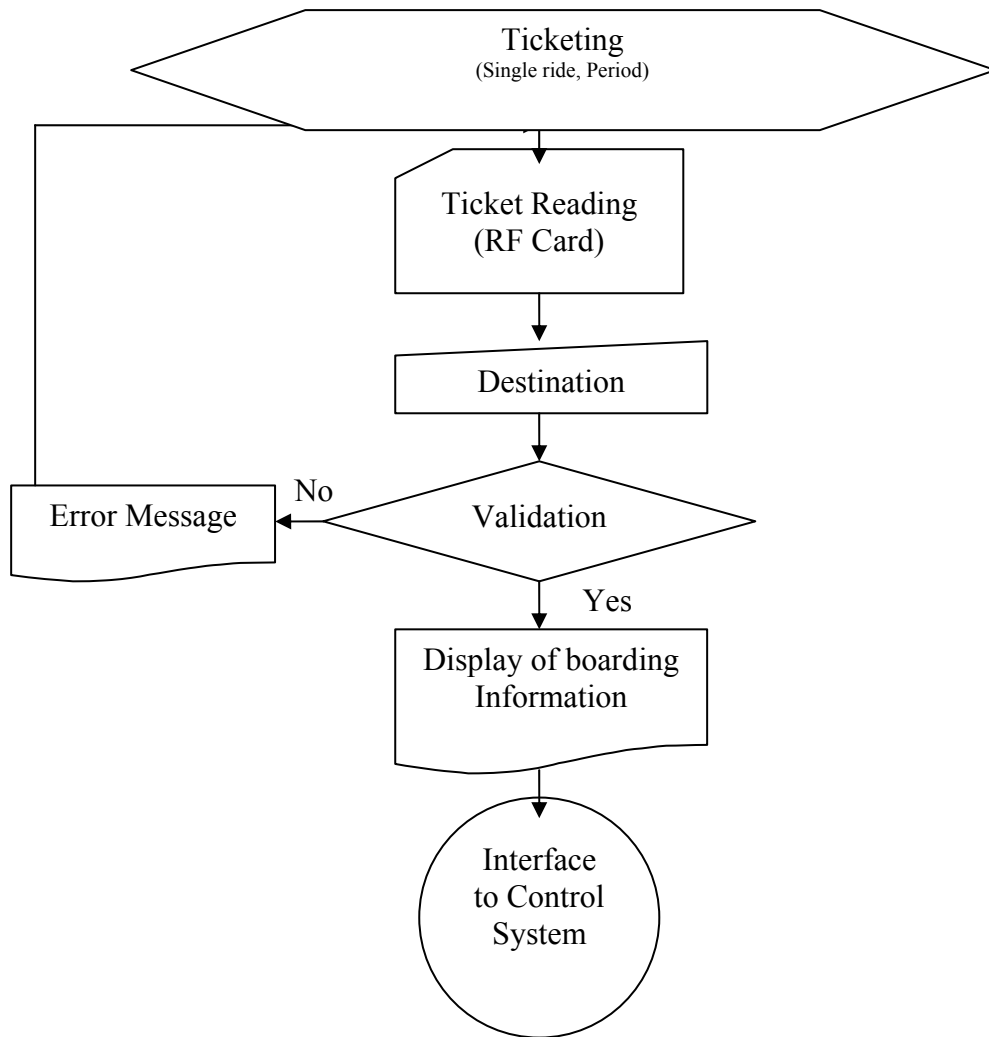 Ticketing
(Single ride, Period)
Ticket Reading
(RF Card)
Destination
Validation
No
Error Message
Yes
Display of boarding
Information
Interface
to Control
System